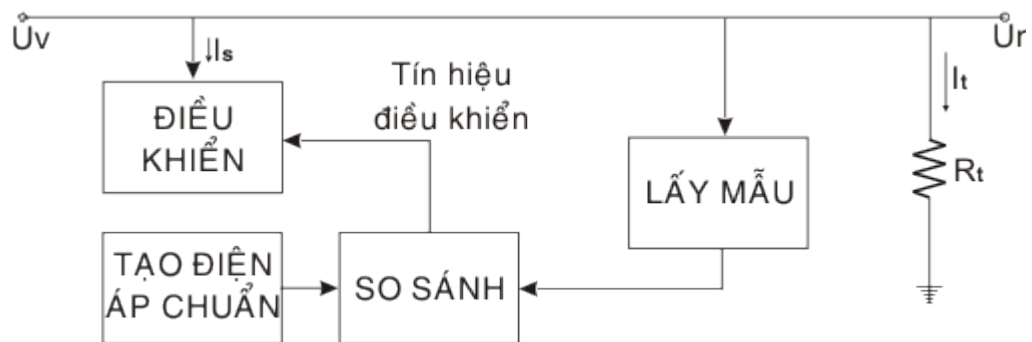 Uv
Ur
Is
Tín hiệu
điều khiển
It
ĐIỀU
KHIỂN
LẤY MẪU
Rt
TẠO ĐIỆN
ÁP CHUẨN
SO SÁNH